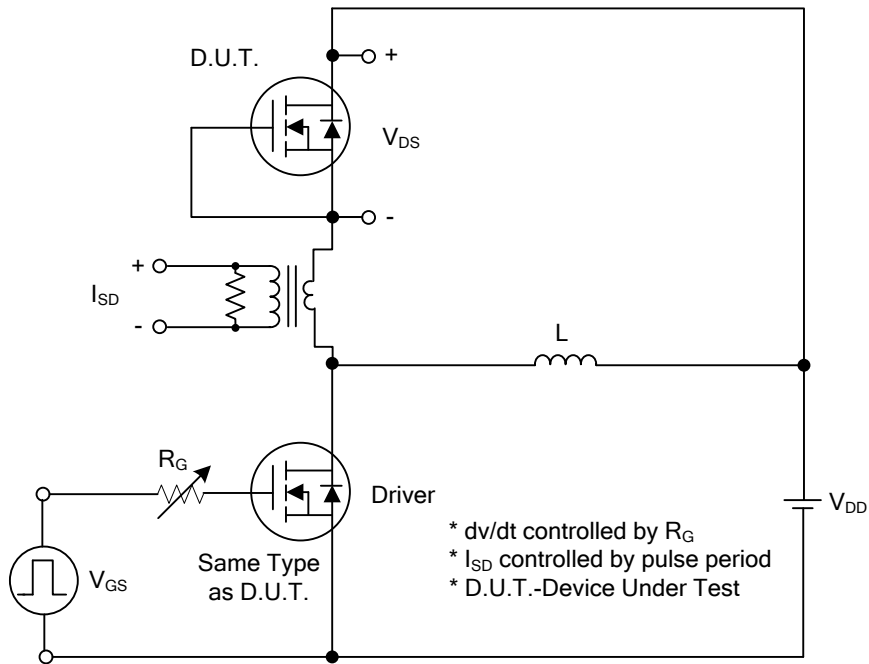 D.U.T.
+
V_DS
-
+
I_SD
-
L
R_G
Driver
V_DD
V_GS
Same Type
as D.U.T.
* dv/dt controlled by R_G
* I_SD controlled by pulse period
* D.U.T.-Device Under Test